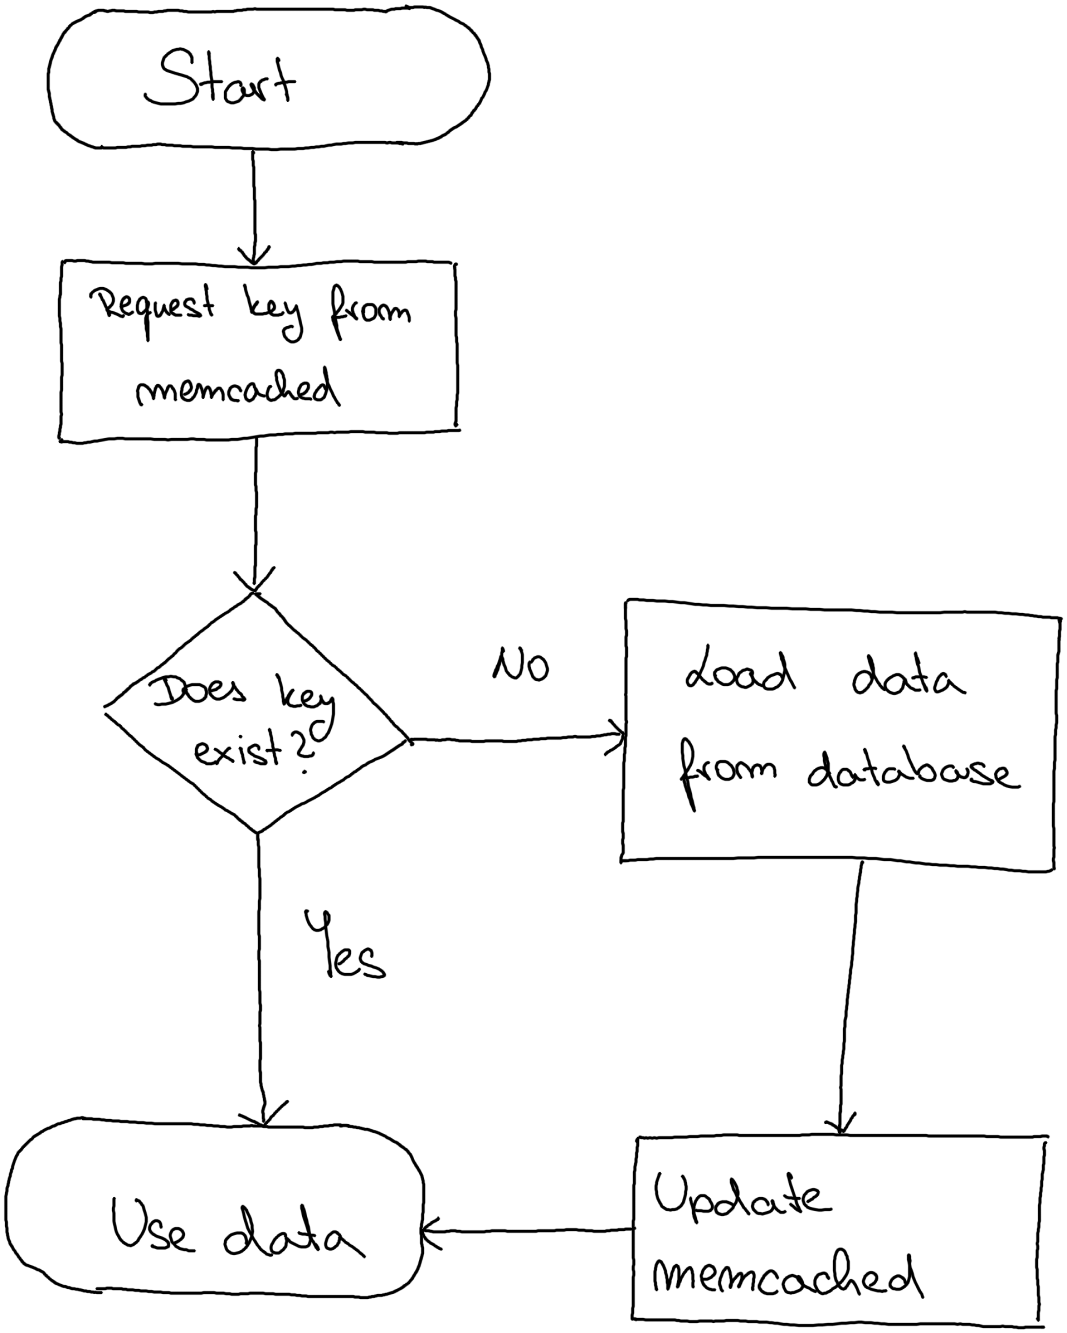 Start
Request key from
memcached
Does key
exist?
No
Load data
from database
Yes
Use data
Update
memcached